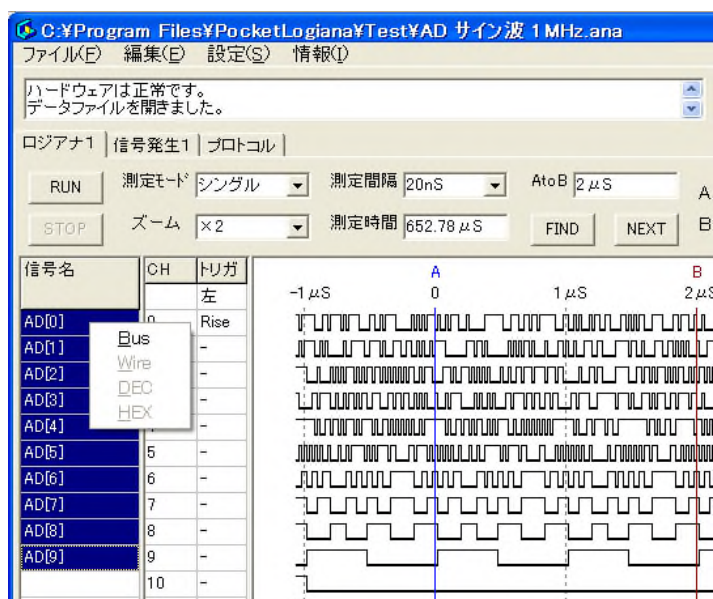 C:¥Program Files¥PocketLogiana¥Test¥AD サイン波 1MHz.ana
ファイル(F) 編集(E) 設定(S) 情報(I)
ハードウェアは正常です。
データファイルを開きました。
ロジアナ1 信号発生1 プロトコル
RUN 測定モード シングル 測定間隔 20nS AtoB 2μS A
STOP ズーム ×2 測定時間 652.78μS FIND NEXT B
信号名 CH トリガ A B
左 -1μS 0 1μS 2μS
AD[0] 0 Rise
Bus
AD[1] -
Wire
AD[2] -
DEC
AD[3] -
HEX
AD[4] -
AD[5] 5 -
AD[6] 6 -
AD[7] 7 -
AD[8] 8 -
AD[9] 9 -
10 -